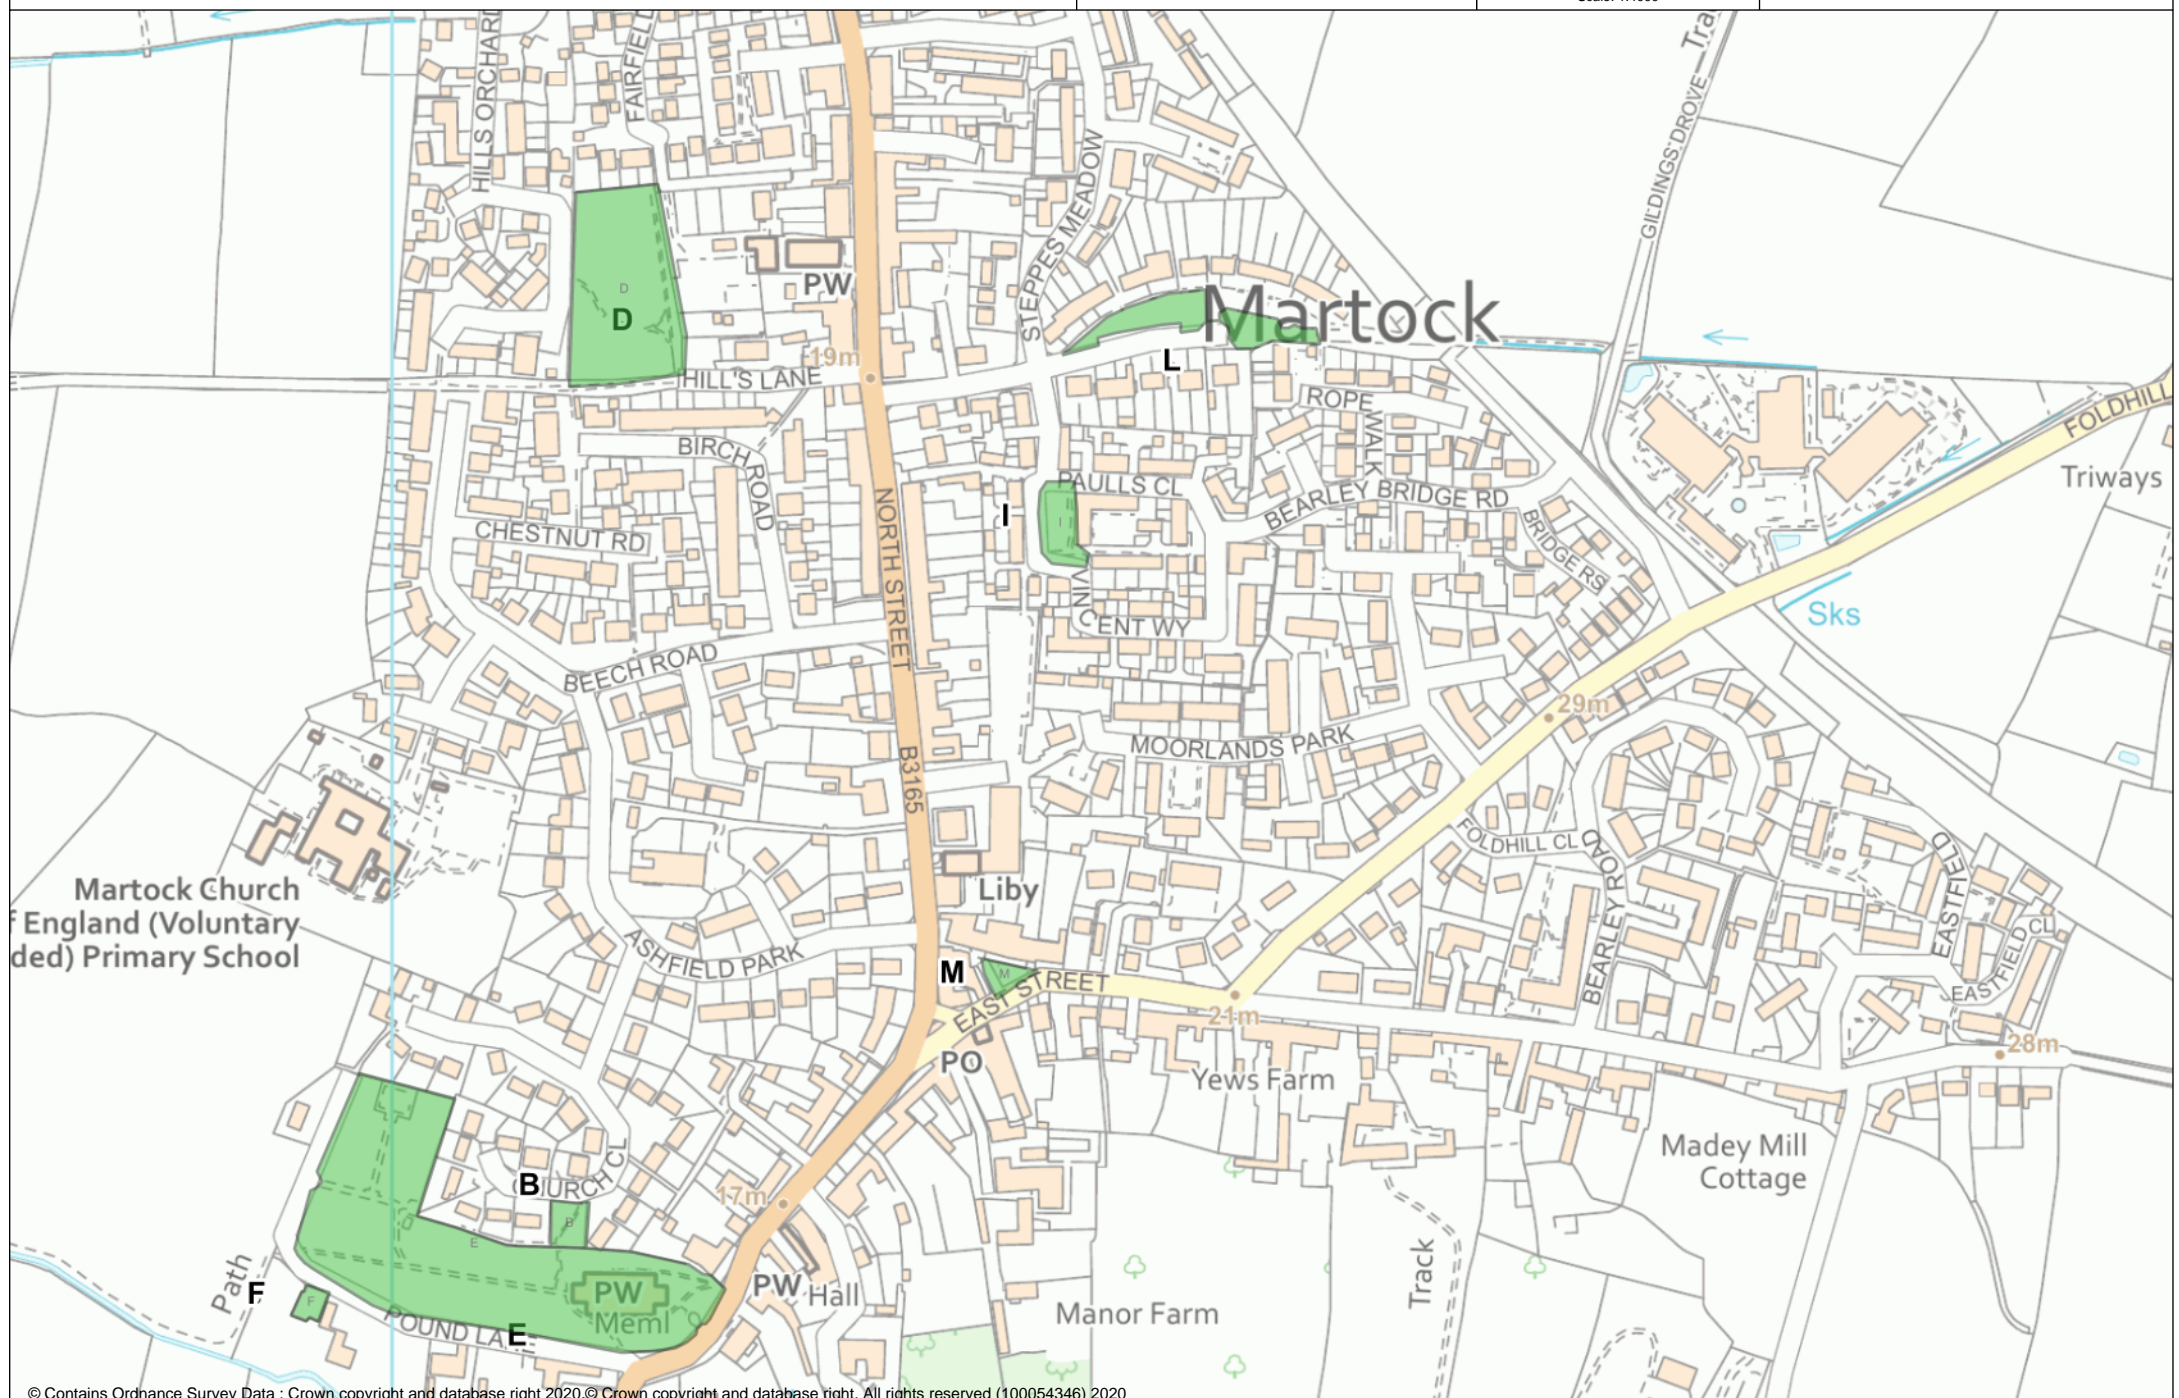 HILLS ORCHARD
FAIRFIEL
STEPPES MEADOW
GILDINGS DROVE
Tra
D
D
PW
Martock
19m
L
HILL'S LANE
FOLDHILL
ROPE
WALK
BIRCH ROAD
Triways
PAULLS CL
BEARLEY BRIDGE RD
I
I
NORTH STREET
BRIDGE RS
CHESTNUT RD
Sks
VINCENT WY
BEECH ROAD
29m
MOORLANDS PARK
B3165
FOLDHILL CL
BEARLEY ROAD
EASTFIELD
Liby
Martock Church
f England (Voluntary
ded) Primary School
EASTFIELD CL
EASTFIELD
ASHFIELD PARK
M
M
EAST STREET
21m
28m
PO
Yews Farm
Madey Mill
Cottage
B
CHURCH CL
17m
B
E
Path
F
F
Track
PW
Meml
PW
Hall
Manor Farm
POUND LANE
E
© Contains Ordnance Survey Data : Crown copyright and database right 2020.© Crown copyright and database right. All rights reserved (100054346) 2020